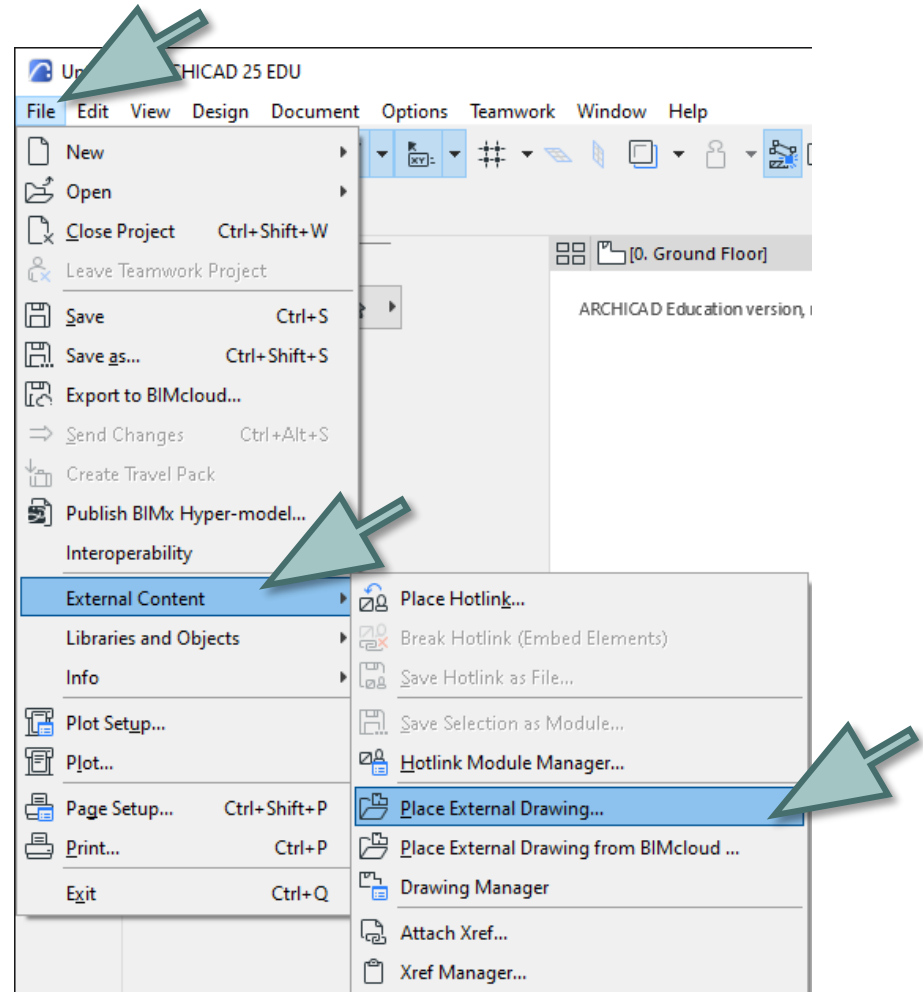 HICAD 25 EDU
File Edit View Design Document Options Teamwork Window Help
New
XY:
Open
Close Project Ctrl+Shift+W
[0. Ground Floor]
Leave Teamwork Project
ARCHICAD Education version,
Save Ctrl+S
Save as... Ctrl+Shift+S
Export to BIMcloud...
Send Changes Ctrl+Alt+S
Create Travel Pack
Publish BIMx Hyper-model...
Interoperability
External Content
Place Hotlink...
Libraries and Objects
Break Hotlink (Embed Elements)
Info
Save Hotlink as File...
Plot Setup...
Save Selection as Module...
Plot...
Hotlink Module Manager...
Page Setup... Ctrl+Shift+P
Place External Drawing...
Print... Ctrl+P
Place External Drawing from BIMcloud ...
Exit Ctrl+Q
Drawing Manager
Attach Xref...
Xref Manager...